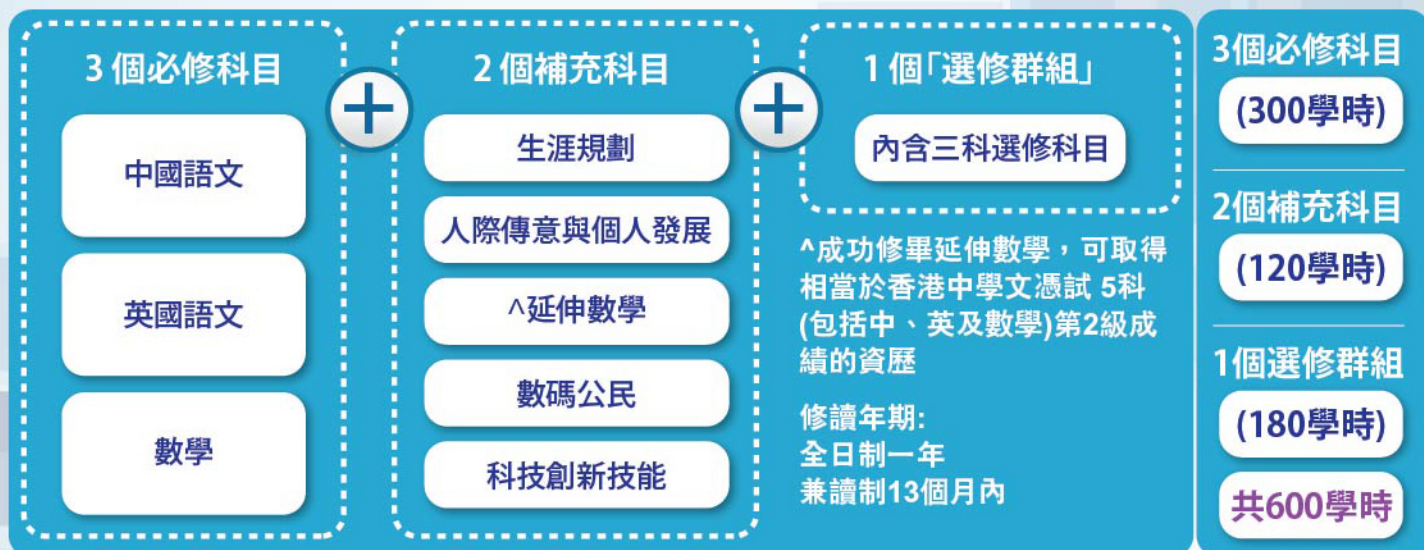 3個必修科目
中國語文
英國語文
數學
+
2個補充科目
生涯規劃
人際傳意與個人發展
^延伸數學
數碼公民
科技創新技能
+
1個「選修群組」
內含三科選修科目
^成功修畢延伸數學，可取得
相當於香港中學文憑試 5科
(包括中、英及數學)第2級成
績的資歷
修讀年期:
全日制一年
兼讀制13個月內
3個必修科目
(300學時)
2個補充科目
(120學時)
1個選修群組
(180學時)
共600學時